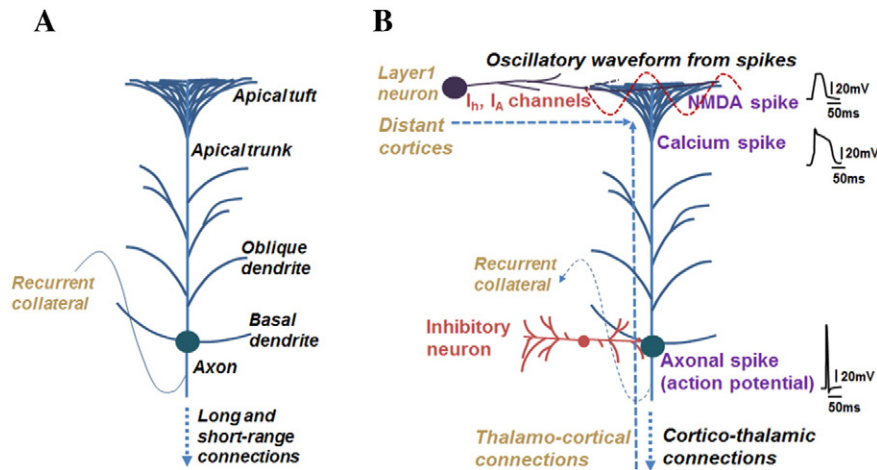 A
Apical tuft
Apical trunk
Oblique
dendrite
Recurrent
collateral
Basal
dendrite
Axon
Long and
short-range
connections
B
Oscillatory waveform from spikes
Layer1
neuron
Ih, IA channels
NMDA spike
20mV
50ms
Distant
cortices
Calcium spike
20mV
50ms
Recurrent
collateral
Inhibitory
neuron
Axonal spike
(action potential)
20mV
50ms
Thalamo-cortical
connections
Cortico-thalamic
connections